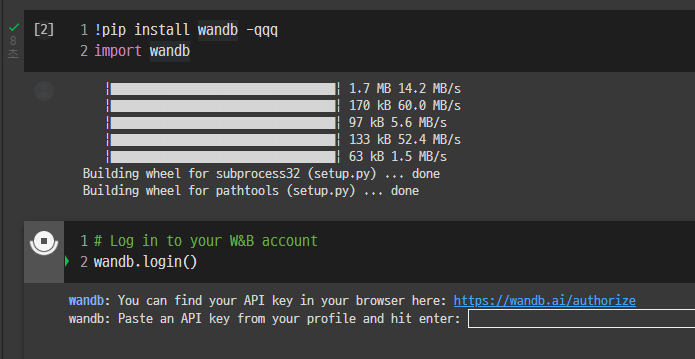 [2] 1 !pip install wandb -qqq
8
초 2 import wandb
1.7 MB 14.2 MB/s
170 kB 60.0 MB/s
97 kB 5.6 MB/s
133 kB 52.4 MB/s
63 kB 1.5 MB/s
Building wheel for subprocess32 (setup.py) ... done
Building wheel for pathtools (setup.py) ... done
1 # Log in to your W&B account
2 wandb.login()
wandb: You can find your API key in your browser here: https://wandb.ai/authorize
wandb: Paste an API key from your profile and hit enter: